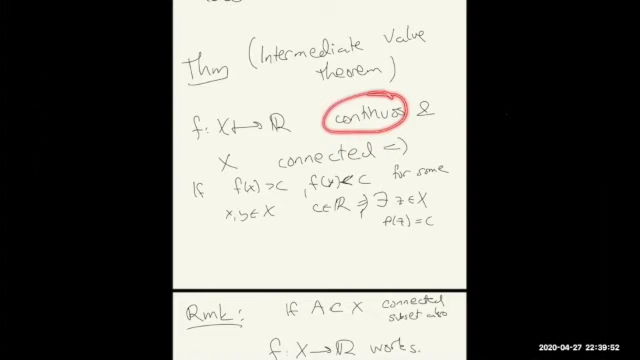 Thm (Intermediate Value
theorem)
f: X ↦ ℝ continuos &
X connected <=)
If f(x) > c , f(y) < c for some
x, y ∈ X c ∈ ℝ ⇒ ∃ z ∈ X
f(z) = c
Rmk: If A ⊂ X connected
subset also
f: X → ℝ works.
2020-04-27 22:39:52